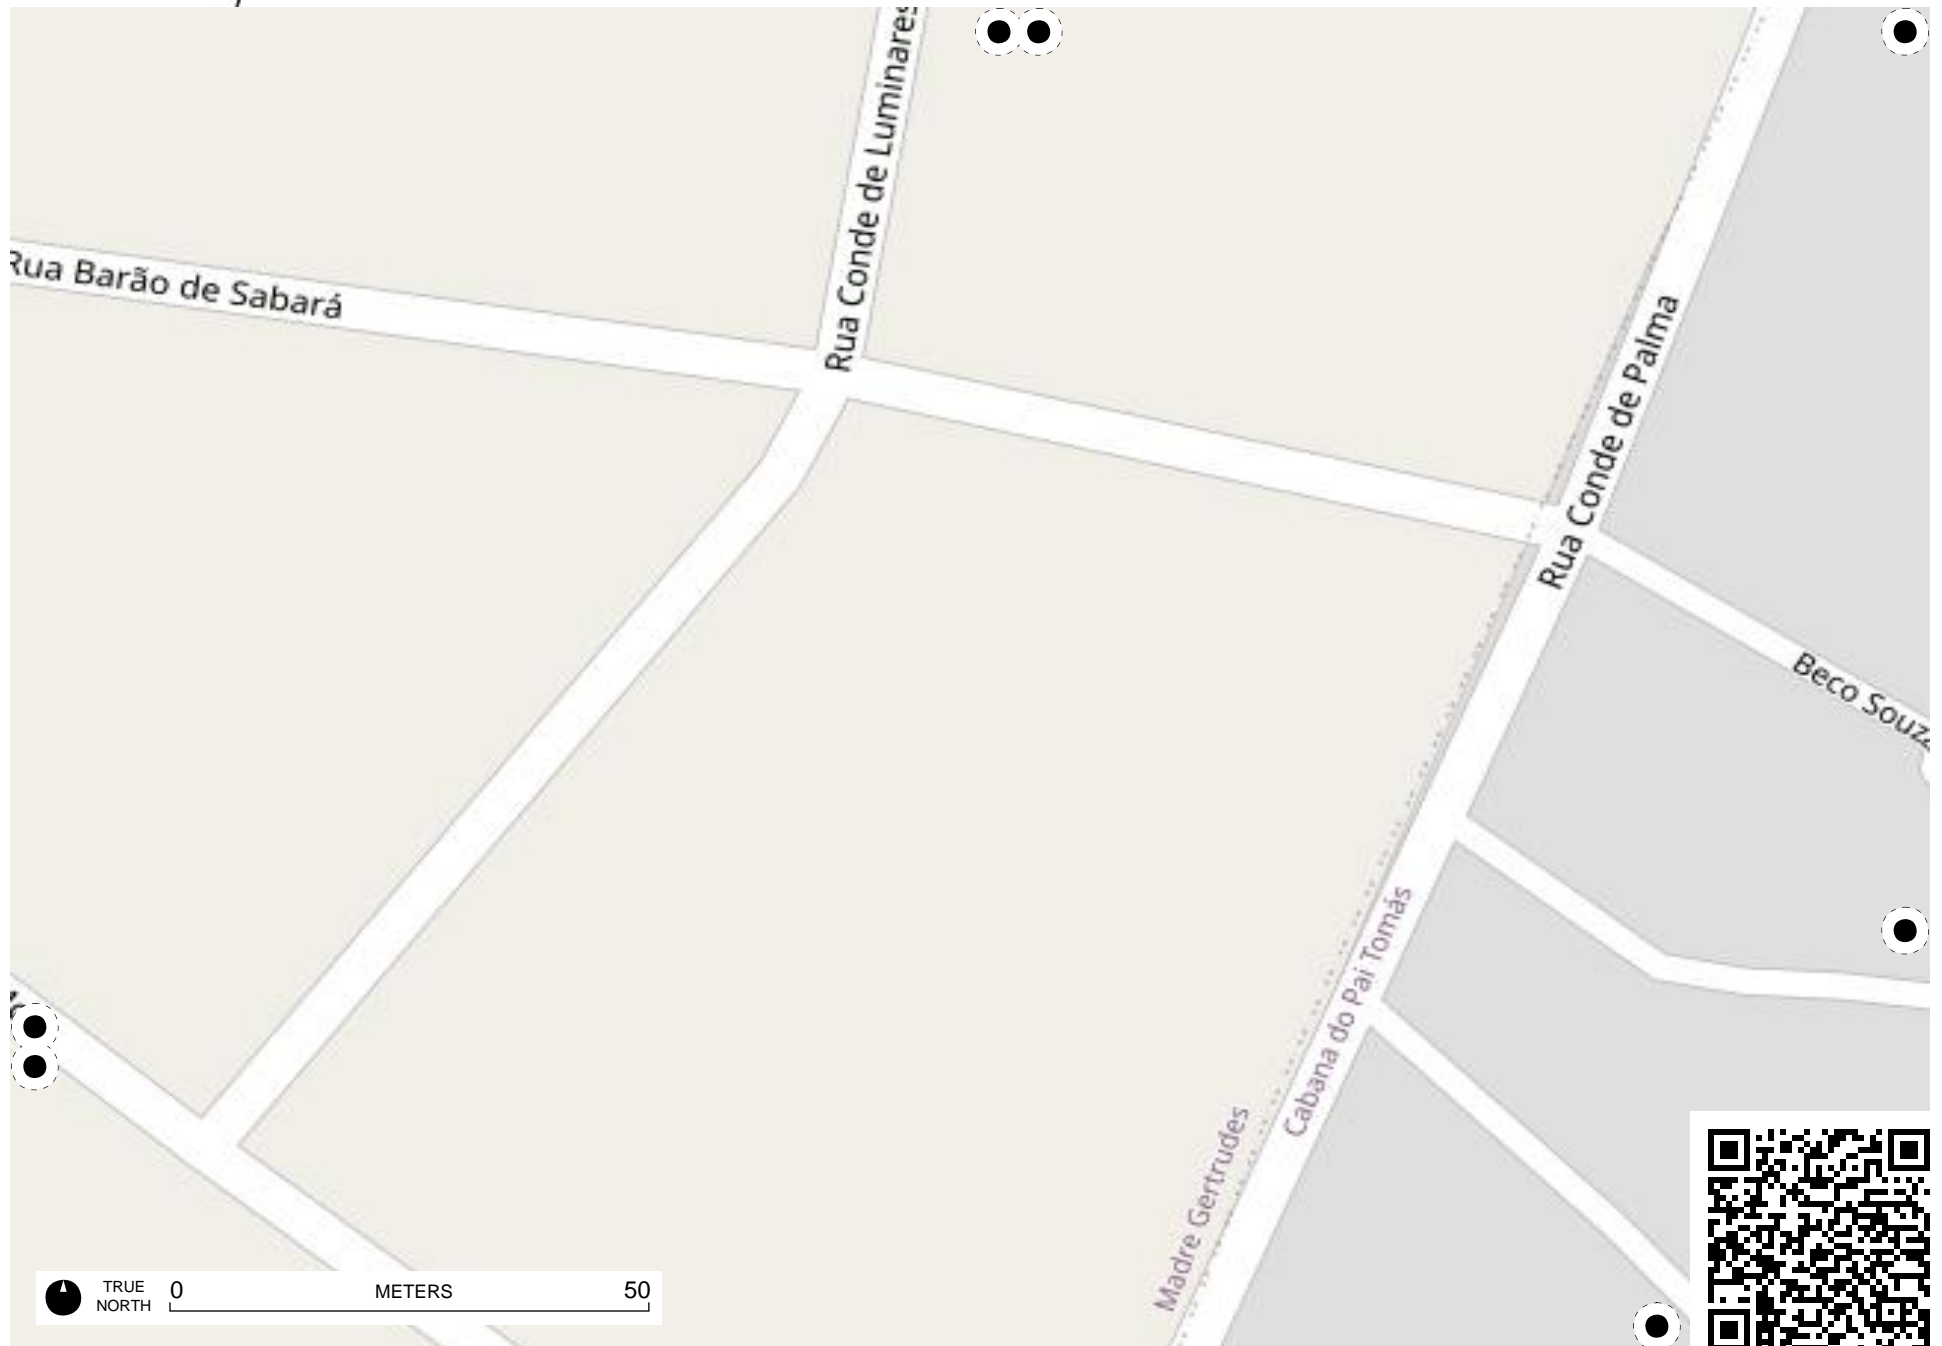 Rua Conde de Luminares
Rua Barão de Sabará
Rua Conde de Palma
Beco Souza
Cabana do Pai Tomás
Madre Gertrudes
TRUE
NORTH
0 METERS 50